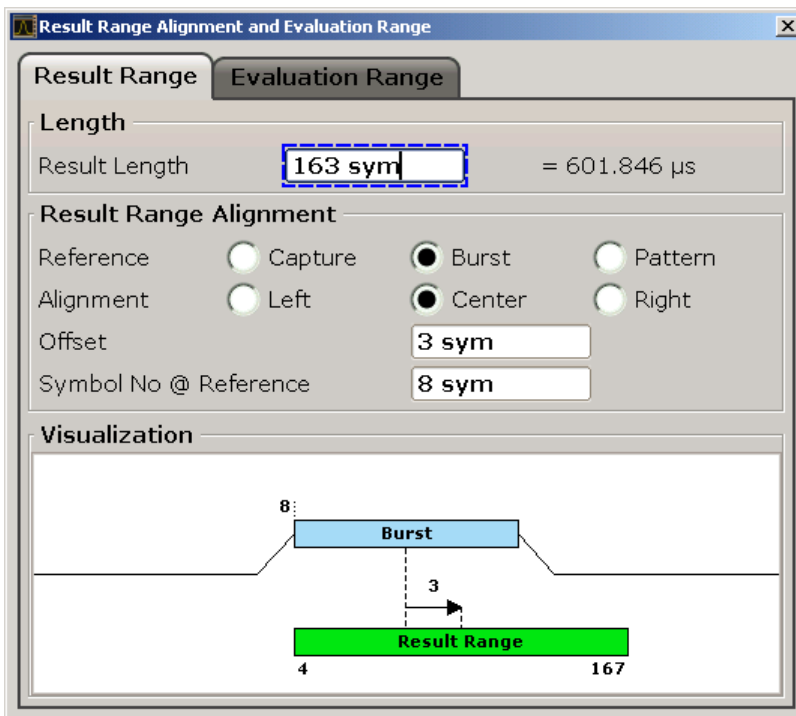 Result Range Alignment and Evaluation Range
Result Range Evaluation Range
Length
Result Length 163 sym = 601.846 µs
Result Range Alignment
Reference Capture Burst Pattern
Alignment Left Center Right
Offset 3 sym
Symbol No @ Reference 8 sym
Visualization
8
Burst
3
Result Range
4 167